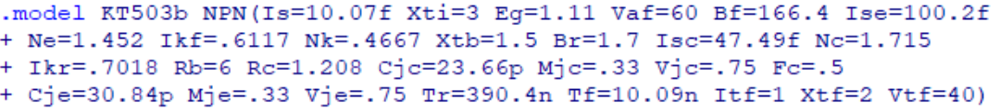 .model KT503b NPN(Is=10.07f Xti=3 Eg=1.11 Vaf=60 Bf=166.4 Ise=100.2f
+ Ne=1.452 Ikf=.6117 Nk=.4667 Xtb=1.5 Br=1.7 Isc=47.49f Nc=1.715
+ Ikr=.7018 Rb=6 Rc=1.208 Cjc=23.66p Mjc=.33 Vjc=.75 Fc=.5
+ Cje=30.84p Mje=.33 Vje=.75 Tr=390.4n Tf=10.09n Itf=1 Xtf=2 Vtf=40)